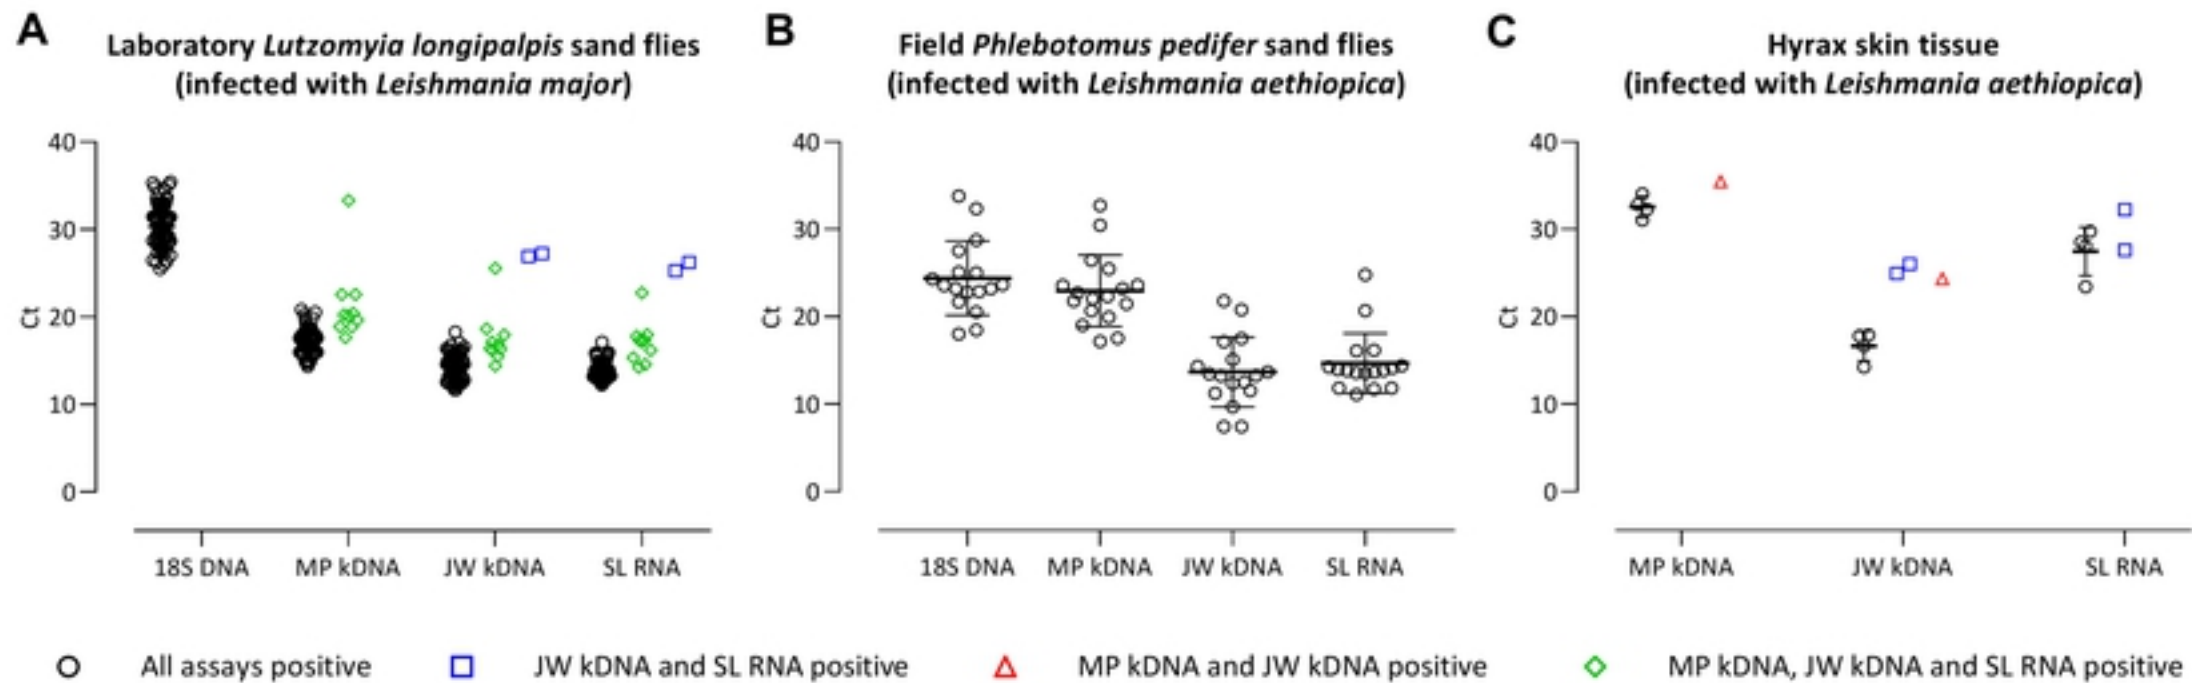 A
Laboratory Lutzomyia longipalpis sand flies
(infected with Leishmania major)
40
30
20
10
0
Ct
18S DNA MP kDNA JW kDNA SL RNA
B
Field Phlebotomus pedifer sand flies
(infected with Leishmania aethiopica)
40
30
20
10
0
Ct
18S DNA MP kDNA JW kDNA SL RNA
C
Hyrax skin tissue
(infected with Leishmania aethiopica)
40
30
20
10
0
Ct
MP kDNA JW kDNA SL RNA
All assays positive
JW kDNA and SL RNA positive
MP kDNA and JW kDNA positive
MP kDNA, JW kDNA and SL RNA positive